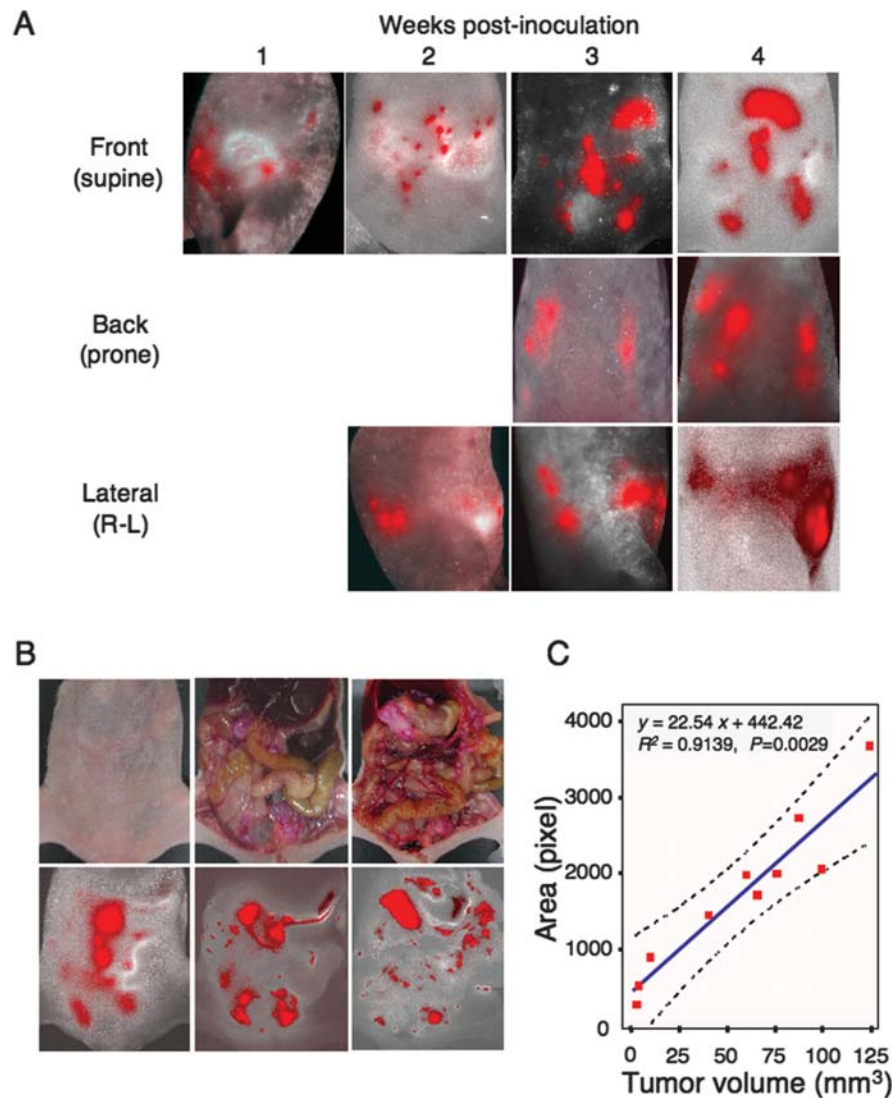 A
Weeks post-inoculation
1 2 3 4
Front
(supine)
Back
(prone)
Lateral
(R-L)
B
C
y = 22.54 x + 442.42
R² = 0.9139, P=0.0029
4000
3000
2000
1000
0
Area (pixel)
0 25 50 75 100 125
Tumor volume (mm³)